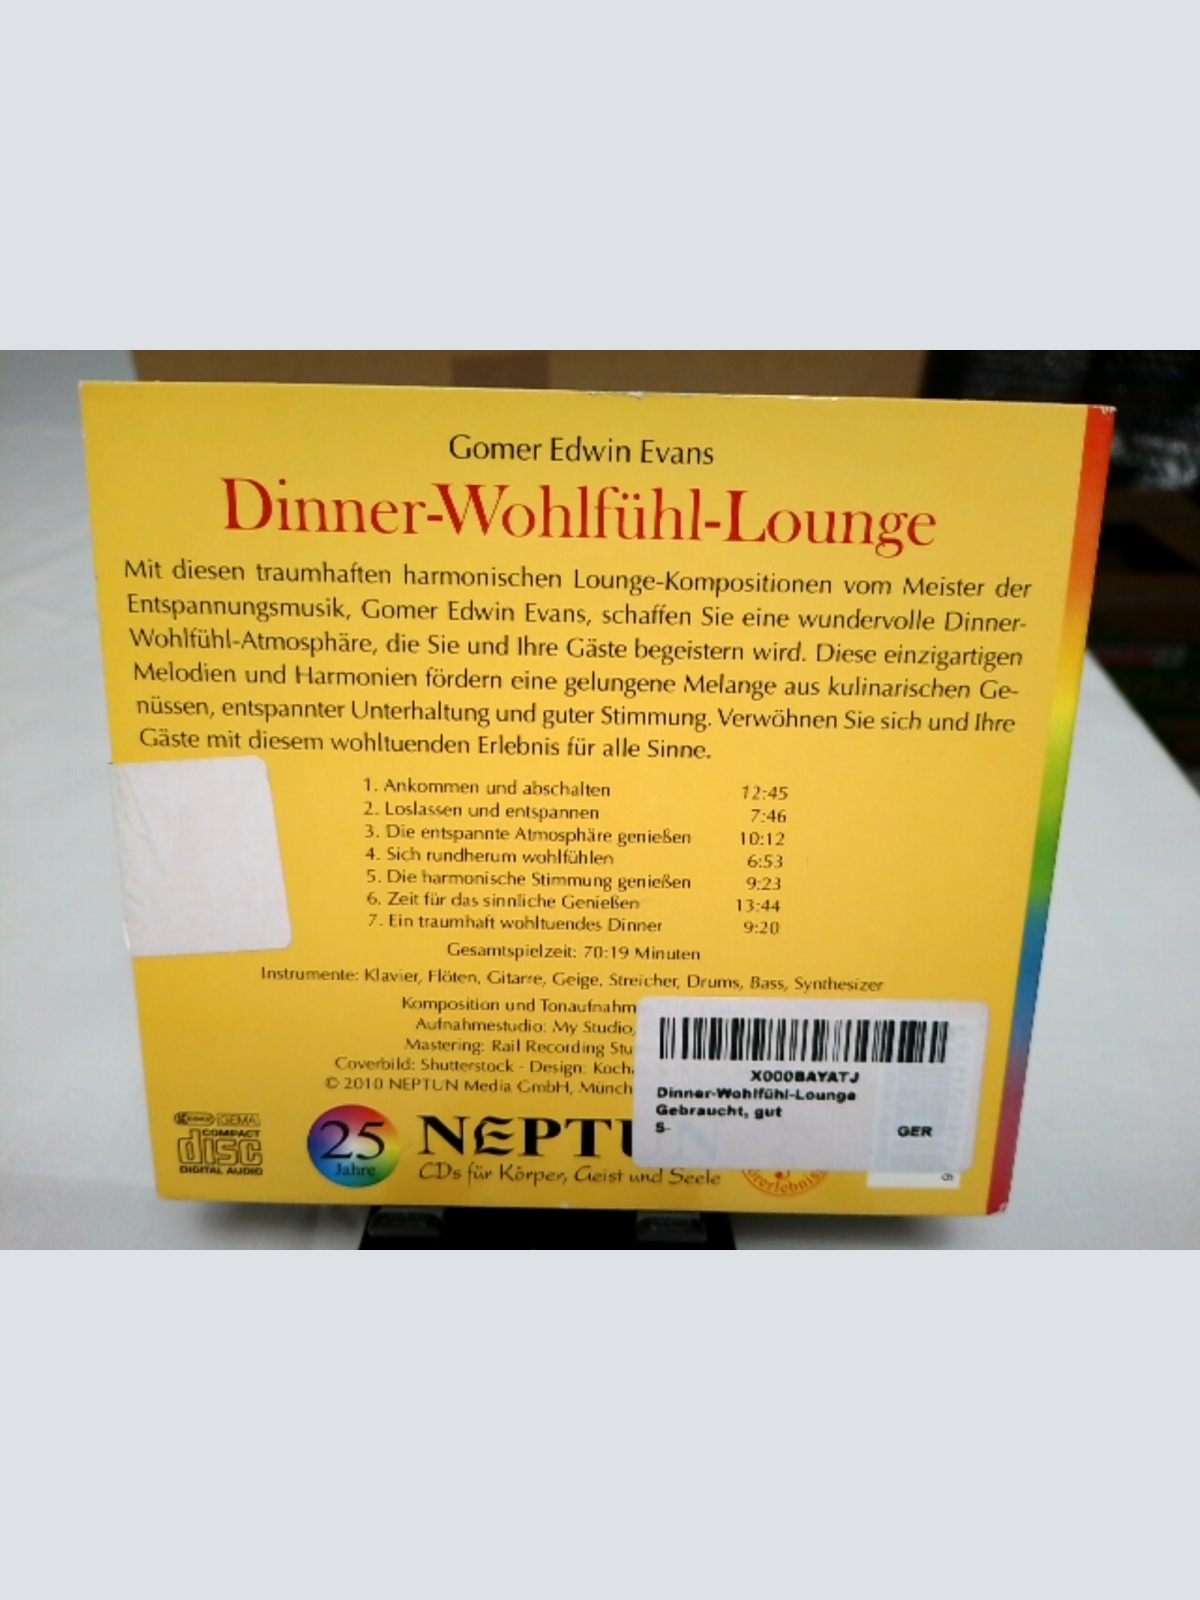 Gomer Edwin Evans
Dinner-Wohlfühl-Lounge
Mit diesen traumhaften harmonischen Lounge-Kompositionen vom Meister der
Entspannungsmusik, Gomer Edwin Evans, schaffen Sie eine wundervolle Dinner-
Wohlfühl-Atmosphäre, die Sie und Ihre Gäste begeistern wird. Diese einzigartigen
Melodien und Harmonien fördern eine gelungene Melange aus kulinarischen Ge-
nüssen, entspannter Unterhaltung und guter Stimmung. Verwöhnen Sie sich und Ihre
Gäste mit diesem wohltuenden Erlebnis für alle Sinne.
1. Ankommen und abschalten 12:45
2. Loslassen und entspannen 7:46
3. Die entspannte Atmosphäre genießen 10:12
4. Sich rundherum wohlfühlen 6:53
5. Die harmonische Stimmung genießen 9:23
6. Zeit für das sinnliche Genießen 13:44
7. Ein traumhaft wohltuendes Dinner 9:20
Gesamtspielzeit: 70:19 Minuten
Instrumente: Klavier, Flöten, Gitarre, Geige, Streicher, Drums, Bass, Synthesizer
Komposition und Tonaufnahm
Aufnahmestudio: My Studio,
Mastering: Rail Recording Stu
Coverbild: Shutterstock - Design: Kocha
© 2010 NEPTUN Media GmbH, Münch
X000BAYATJ
Dinner-Wohlfühl-Lounge
Gebraucht, gut
S-
GER
GEMA
COMPACT
disc
DIGITAL AUDIO
25
Jahre
NEPTUN
CDs für Körper, Geist und Seele